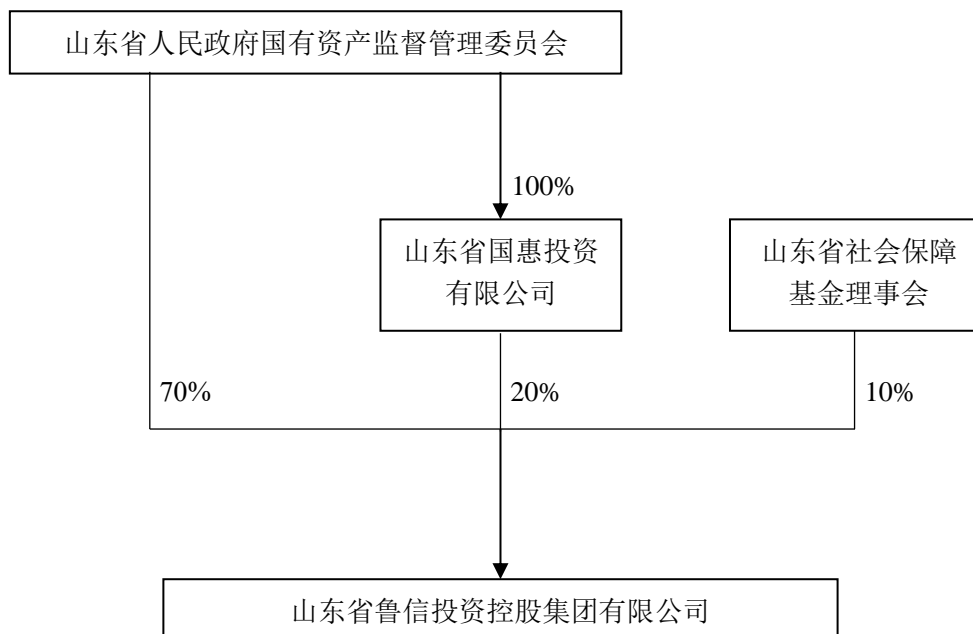 山东省人民政府国有资产监督管理委员会
100%
山东省国惠投资
有限公司
山东省社会保障
基金理事会
70%
20%
10%
山东省鲁信投资控股集团有限公司